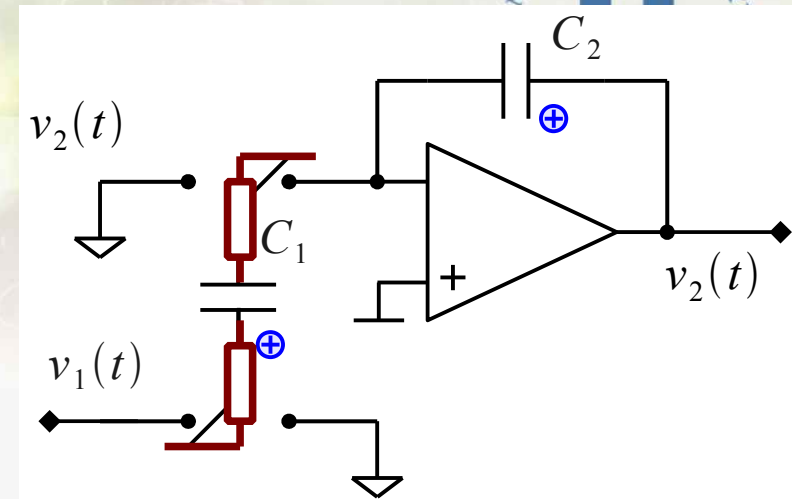 C₂
v₂(t)
C₁
+
v₂(t)
v₁(t)